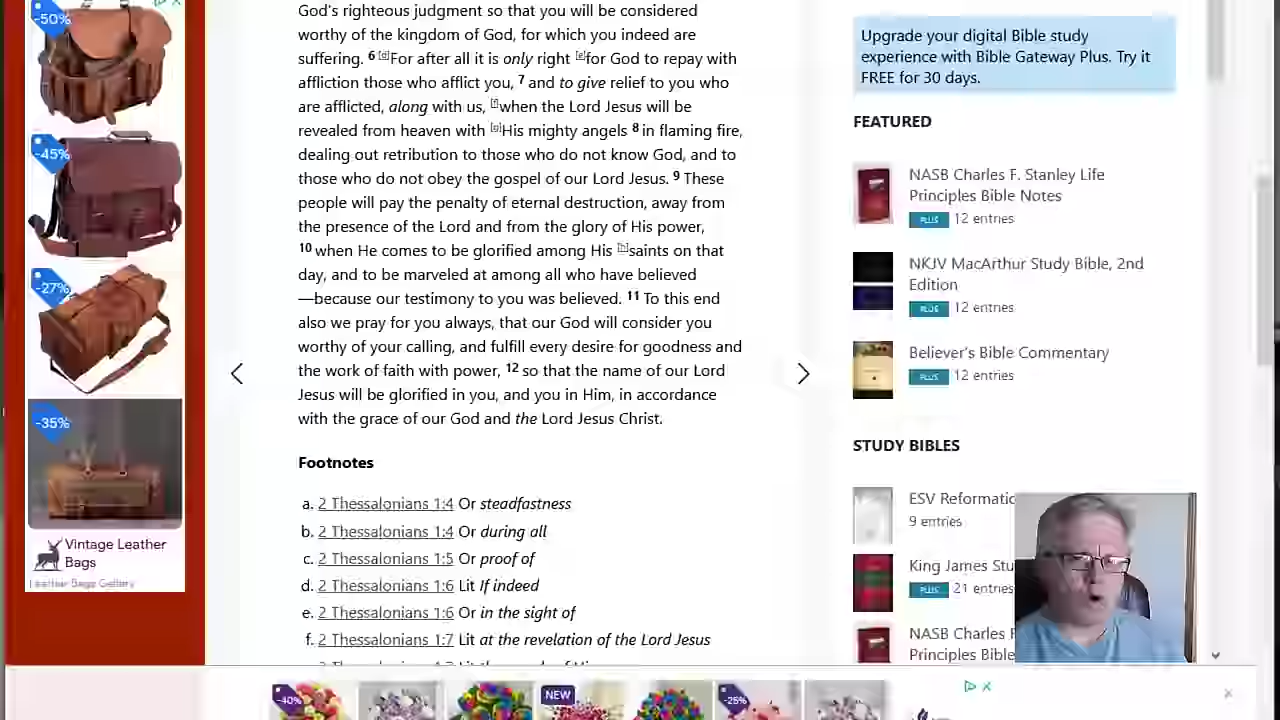 -50%
-45%
-27%
-35%
Vintage Leather
Bags
Leather Bags Gallery
God's righteous judgment so that you will be considered
worthy of the kingdom of God, for which you indeed are
suffering. 6 [d]For after all it is only right [e]for God to repay with
affliction those who afflict you, 7 and to give relief to you who
are afflicted, along with us, [f]when the Lord Jesus will be
revealed from heaven with [g]His mighty angels 8 in flaming fire,
dealing out retribution to those who do not know God, and to
those who do not obey the gospel of our Lord Jesus. 9 These
people will pay the penalty of eternal destruction, away from
the presence of the Lord and from the glory of His power,
10 when He comes to be glorified among His [h]saints on that
day, and to be marveled at among all who have believed
—because our testimony to you was believed. 11 To this end
also we pray for you always, that our God will consider you
worthy of your calling, and fulfill every desire for goodness and
the work of faith with power, 12 so that the name of our Lord
Jesus will be glorified in you, and you in Him, in accordance
with the grace of our God and the Lord Jesus Christ.
Footnotes
a. 2 Thessalonians 1:4 Or steadfastness
b. 2 Thessalonians 1:4 Or during all
c. 2 Thessalonians 1:5 Or proof of
d. 2 Thessalonians 1:6 Lit If indeed
e. 2 Thessalonians 1:6 Or in the sight of
f. 2 Thessalonians 1:7 Lit at the revelation of the Lord Jesus
Upgrade your digital Bible study
experience with Bible Gateway Plus. Try it
FREE for 30 days.
FEATURED
NASB Charles F. Stanley Life
Principles Bible Notes
PLUS 12 entries
NKJV MacArthur Study Bible, 2nd
Edition
PLUS 12 entries
Believer's Bible Commentary
PLUS 12 entries
STUDY BIBLES
ESV Reformatio
9 entries
King James Stu
PLUS 21 entries
NASB Charles F
Principles Bible
-40%
NEW
-25%